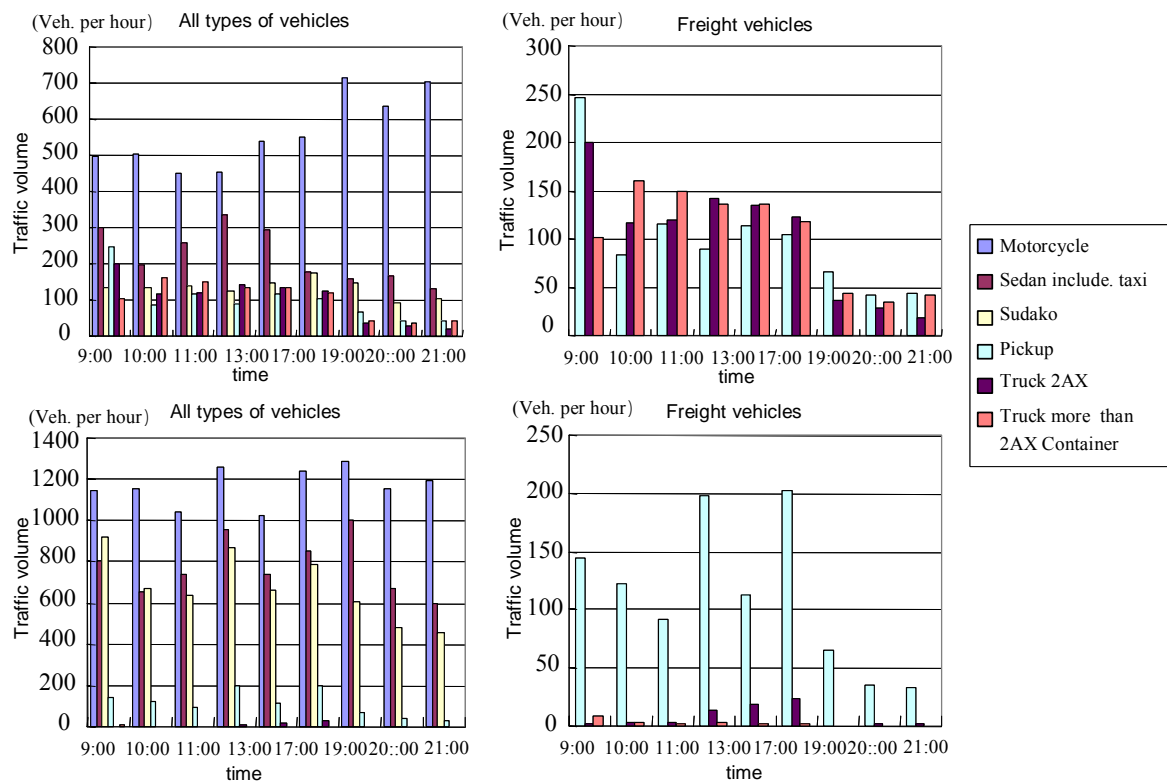 (Veh. per hour)
All types of vehicles
800
700
600
500
400
300
200
100
0
Traffic volume
9:00 10:00 11:00 13:00 17:00 19:00 20::00 21:00
time
(Veh. per hour)
Freight vehicles
300
250
200
150
100
50
0
Traffic volume
9:00 10:00 11:00 13:00 17:00 19:00 20::00 21:00
time
Motorcycle
Sedan include. taxi
Sudako
Pickup
Truck 2AX
Truck more than
2AX Container
(Veh. per hour)
All types of vehicles
1400
1200
1000
800
600
400
200
0
Traffic volume
9:00 10:00 11:00 13:00 17:00 19:00 20::00 21:00
time
(Veh. per hour)
Freight vehicles
250
200
150
100
50
0
Traffic volume
9:00 10:00 11:00 13:00 17:00 19:00 20::00 21:00
time